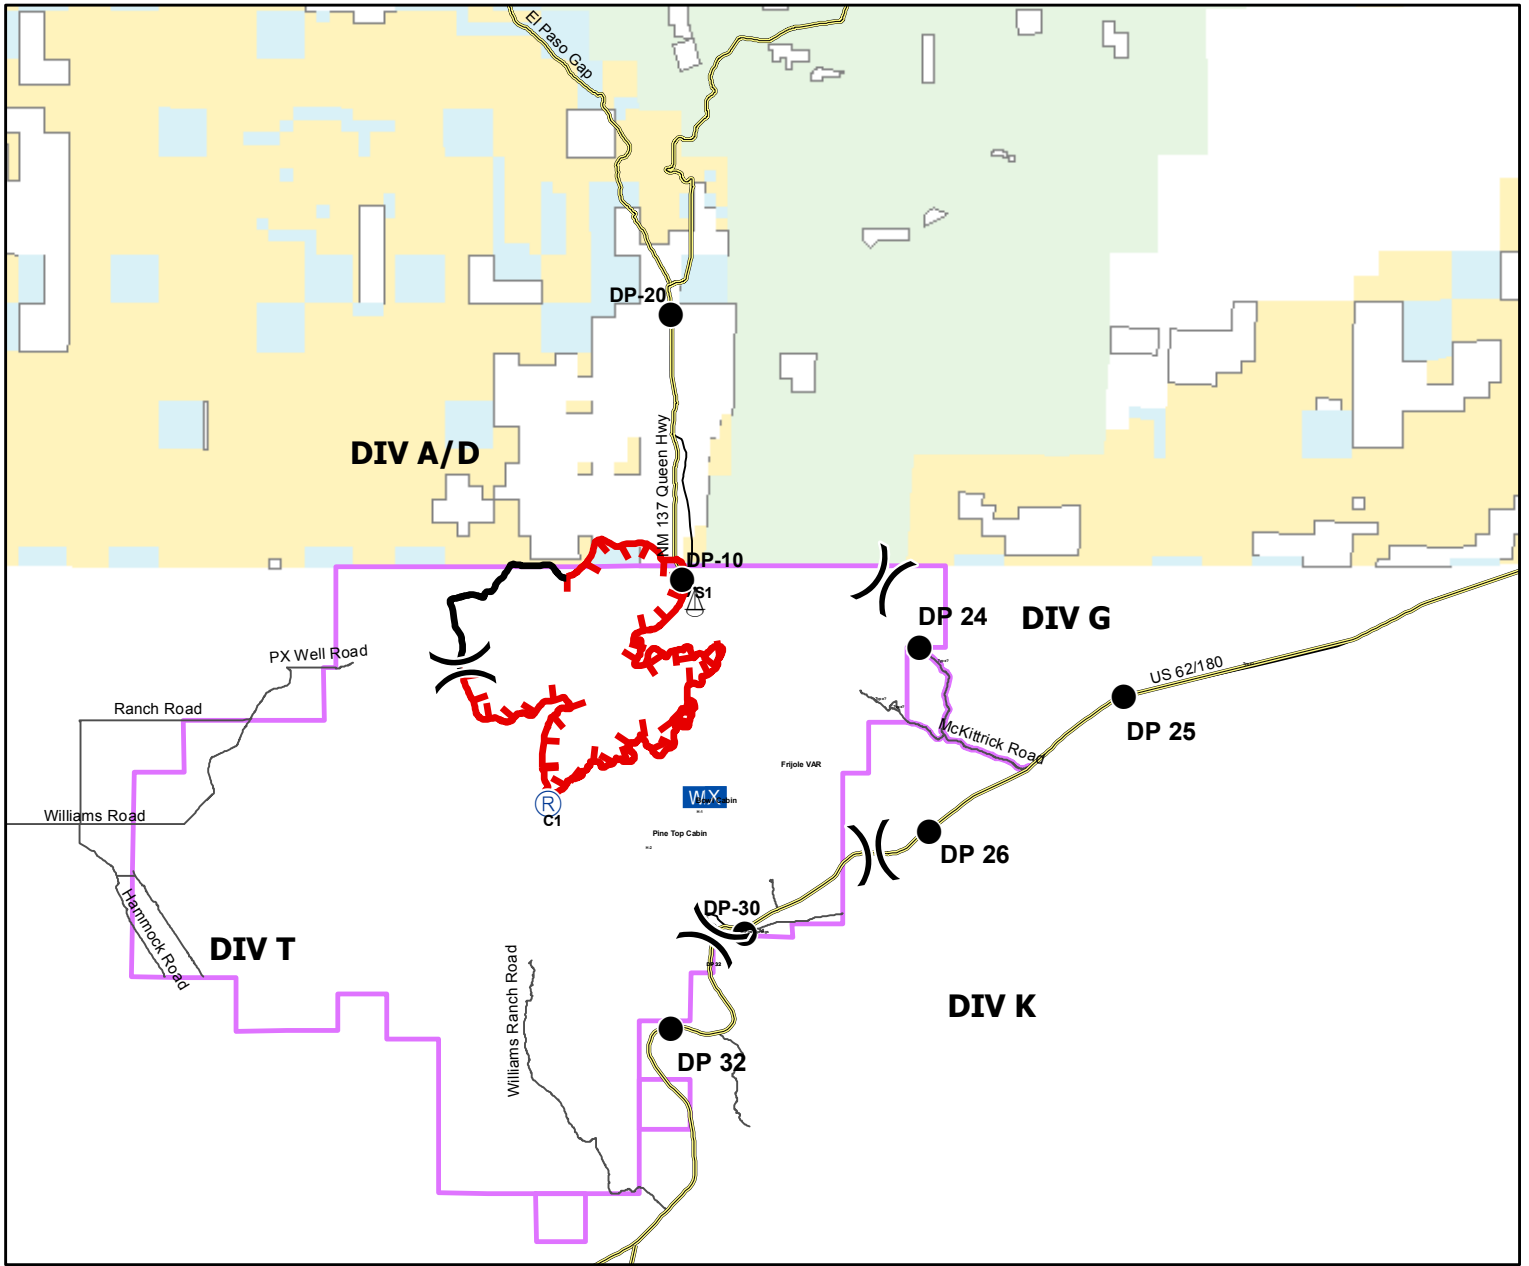 El Paso Gap
DP-20
NM 137 Queen Hwy
DIV A/D
DP-10
S1
DP 24
DIV G
PX Well Road
US 62/180
Ranch Road
DP 25
McKittrick Road
Frijole VAR
WX
Williams Road
R
C1
Pine Top Cabin
DP 26
Hammock Road
DP-30
DIV T
DP 32
Williams Ranch Road
DIV K
DP 32